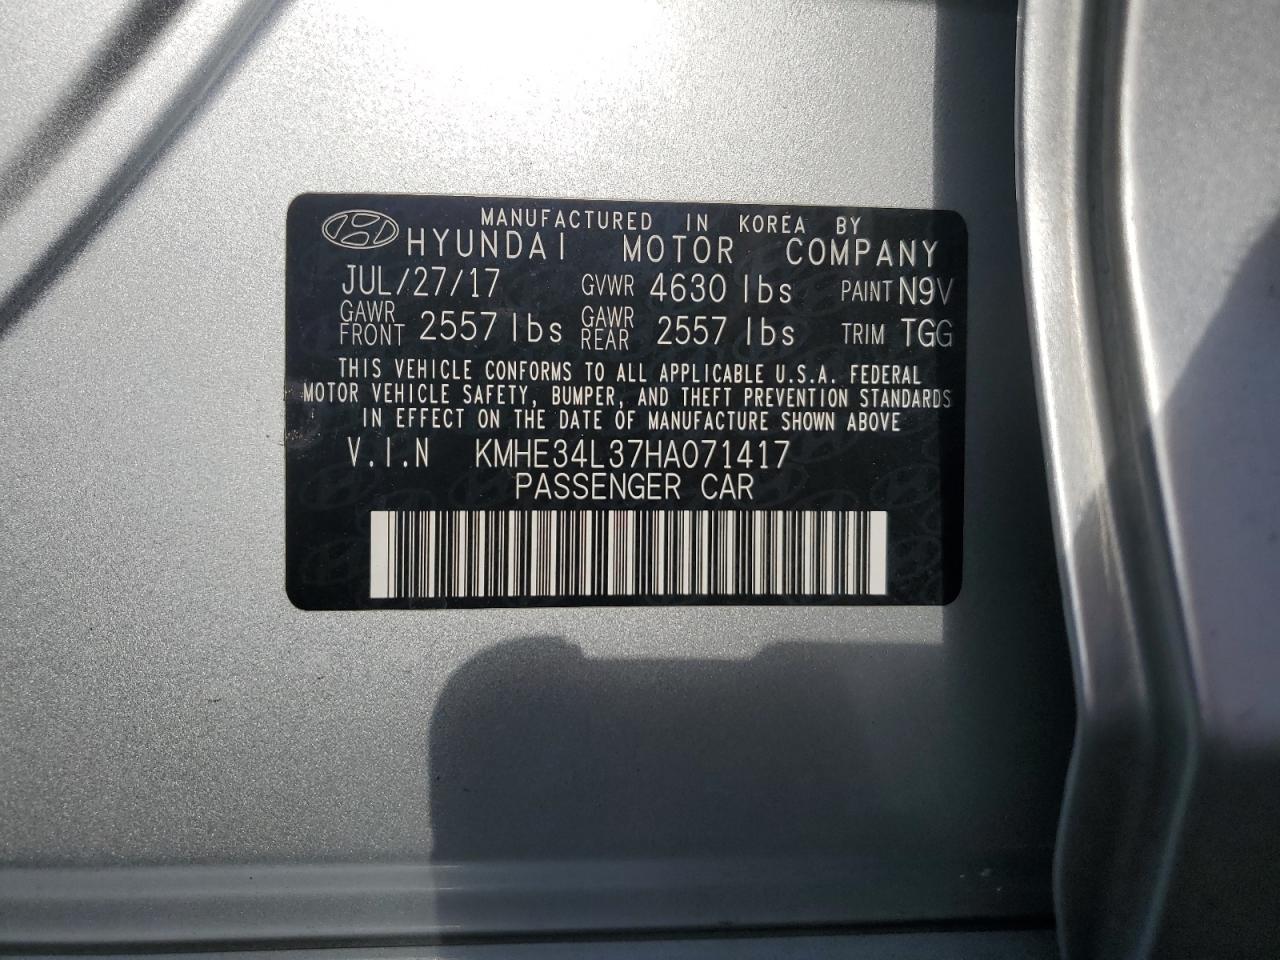 MANUFACTURED IN KOREA BY
HYUNDAI MOTOR COMPANY
JUL/27/17 GVWR 4630 lbs PAINT N9V
GAWR FRONT 2557 lbs GAWR REAR 2557 lbs TRIM TGG
THIS VEHICLE CONFORMS TO ALL APPLICABLE U.S.A. FEDERAL
MOTOR VEHICLE SAFETY, BUMPER, AND THEFT PREVENTION STANDARDS
IN EFFECT ON THE DATE OF MANUFACTURE SHOWN ABOVE
V.I.N KMHE34L37HA071417
PASSENGER CAR